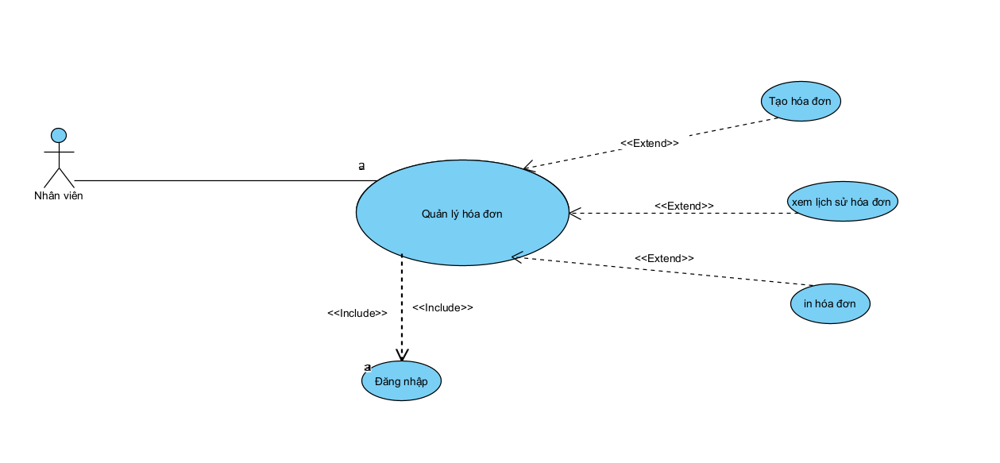 Tạo hóa đơn
<<Extend>>
a
Nhân viên
Quản lý hóa đơn
<<Extend>>
xem lịch sử hóa đơn
<<Extend>>
in hóa đơn
<<Include>>
<<Include>>
a
Đăng nhập